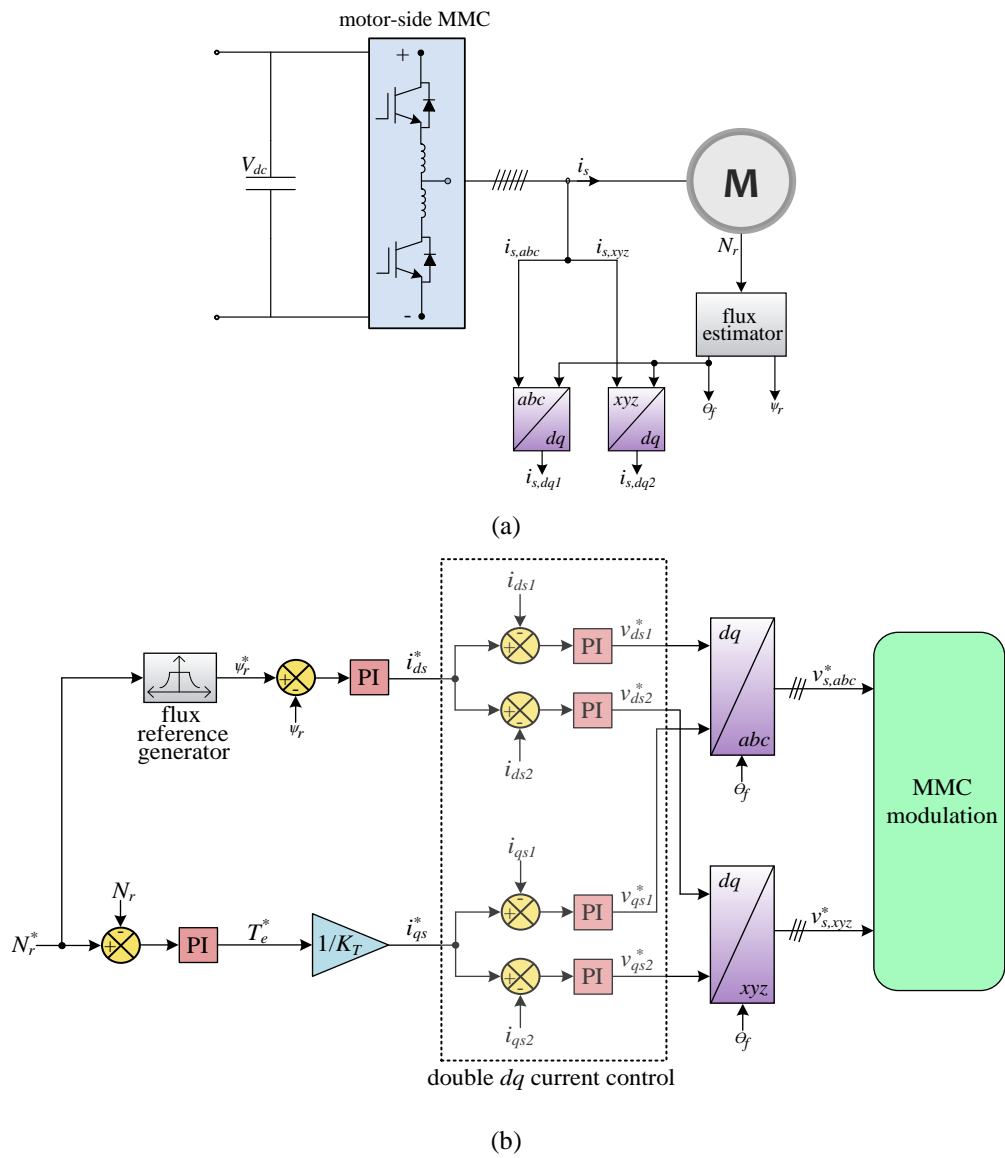 motor-side MMC
+
V_dc
-
i_s
M
N_r
i_s,abc
i_s,xyz
flux
estimator
abc
dq
xyz
dq
θ_f
ψ_r
i_s,dq1
i_s,dq2
(a)
i_ds1
-
+
PI
v*_ds1
dq
abc
v*_s,abc
ψ*_r
+
-
PI
i*_ds
ψ_r
+
-
PI
v*_ds2
i_ds2
θ_f
flux
reference
generator
MMC
modulation
i_qs1
N_r
-
+
PI
v*_qs1
dq
xyz
v*_s,xyz
N*_r
+
-
PI
T*_e
1/K_T
i*_qs
+
-
PI
v*_qs2
i_qs2
θ_f
double dq current control
(b)